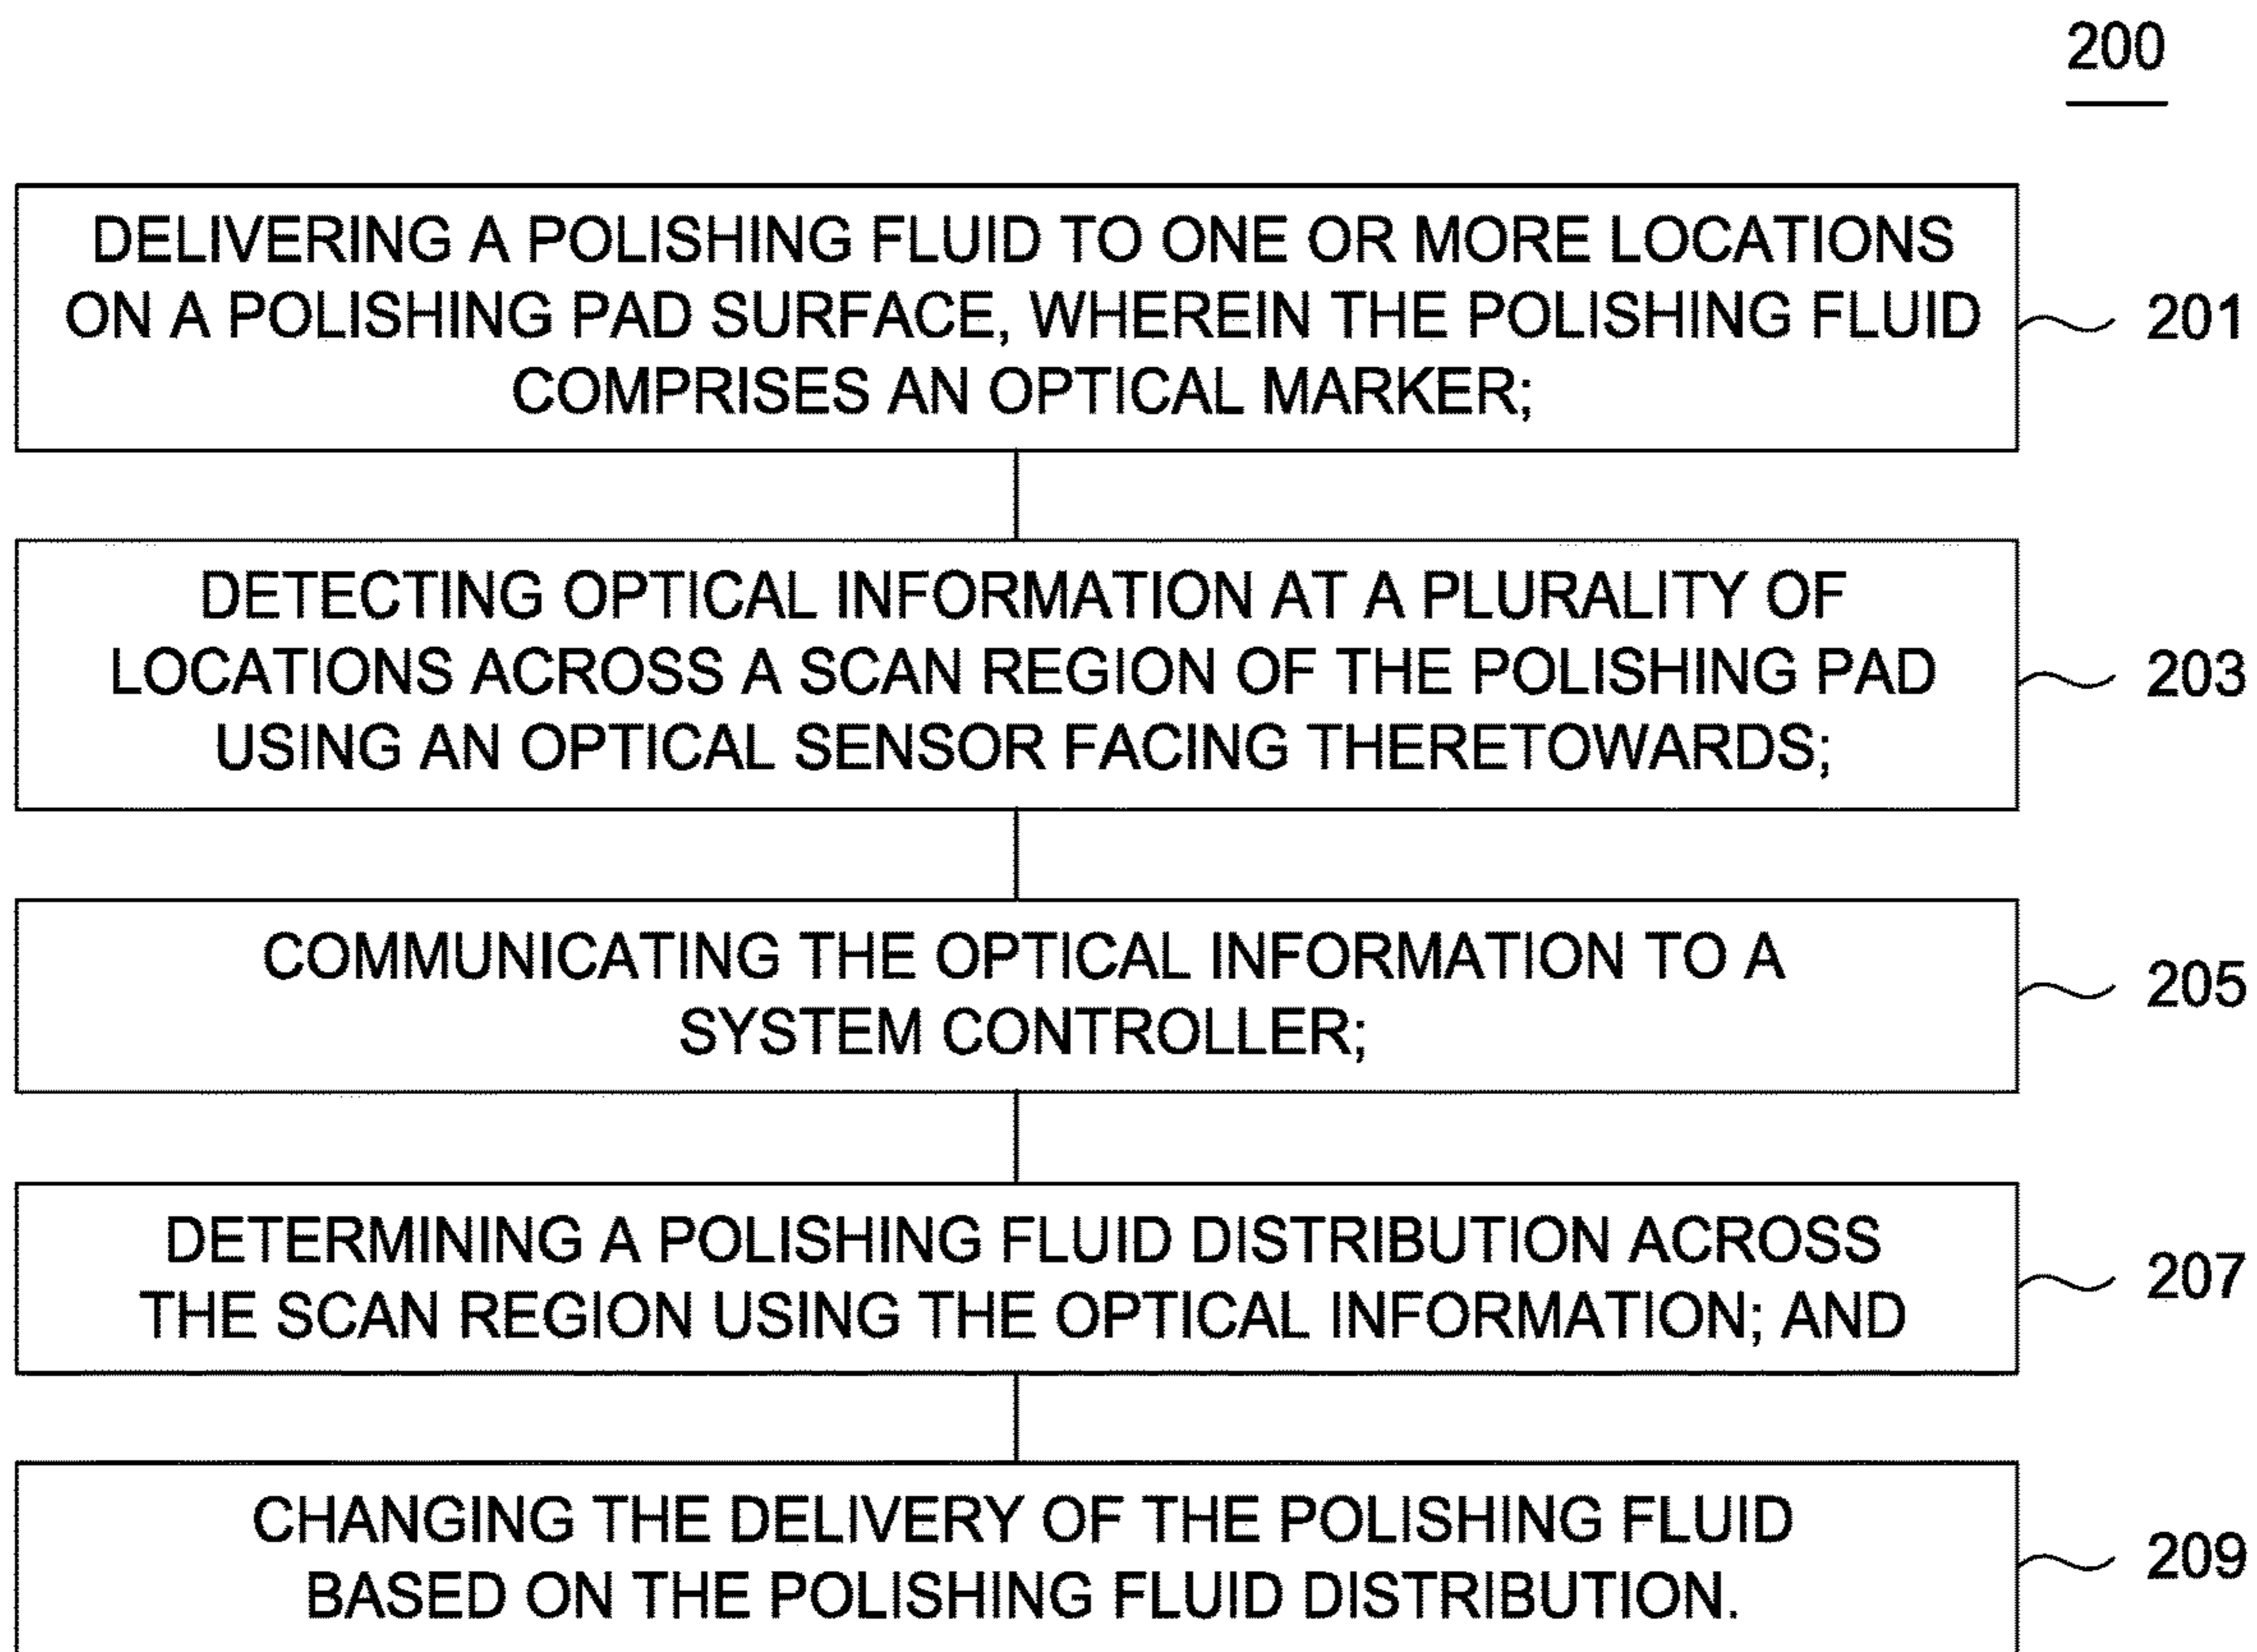 200
DELIVERING A POLISHING FLUID TO ONE OR MORE LOCATIONS
ON A POLISHING PAD SURFACE, WHEREIN THE POLISHING FLUID
COMPRISES AN OPTICAL MARKER;
201
DETECTING OPTICAL INFORMATION AT A PLURALITY OF
LOCATIONS ACROSS A SCAN REGION OF THE POLISHING PAD
USING AN OPTICAL SENSOR FACING THERETOWARDS;
203
COMMUNICATING THE OPTICAL INFORMATION TO A
SYSTEM CONTROLLER;
205
DETERMINING A POLISHING FLUID DISTRIBUTION ACROSS
THE SCAN REGION USING THE OPTICAL INFORMATION; AND
207
CHANGING THE DELIVERY OF THE POLISHING FLUID
BASED ON THE POLISHING FLUID DISTRIBUTION.
209